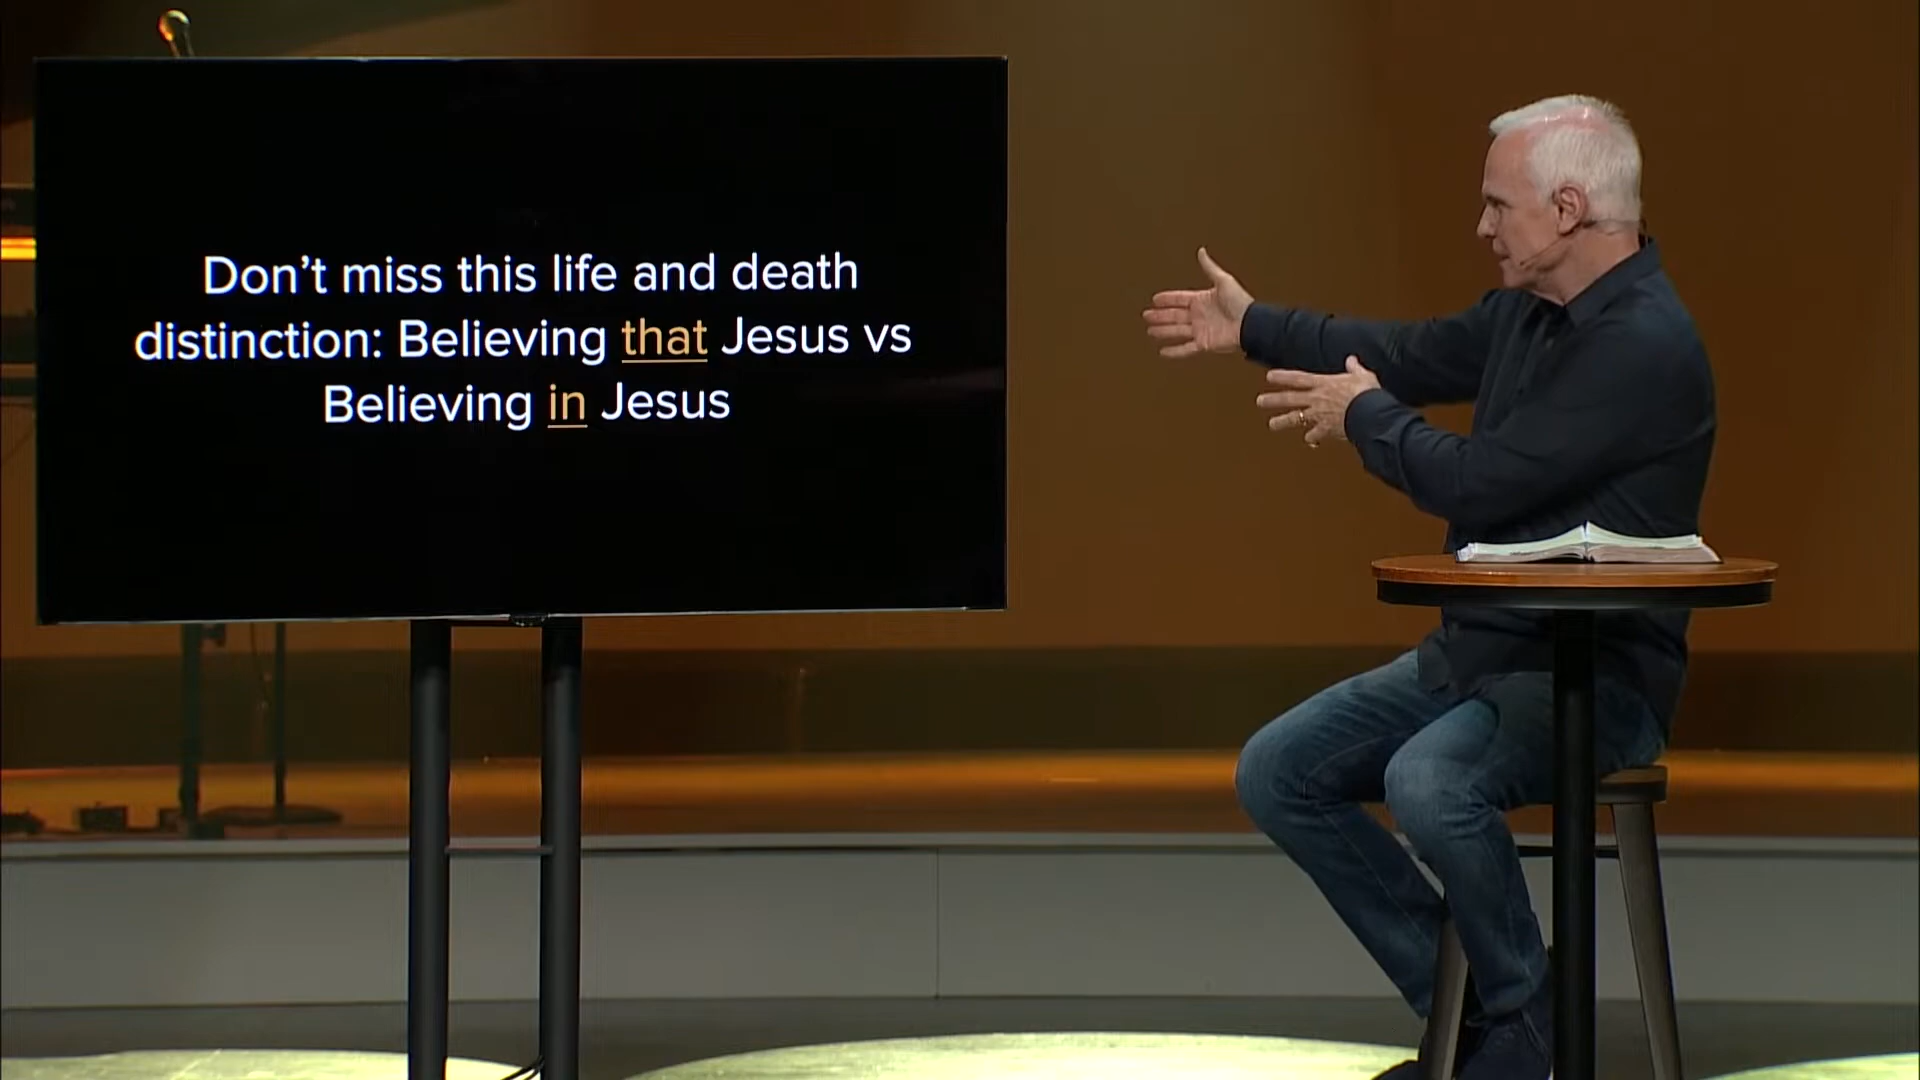 Don’t miss this life and death
distinction: Believing that Jesus vs
Believing in Jesus